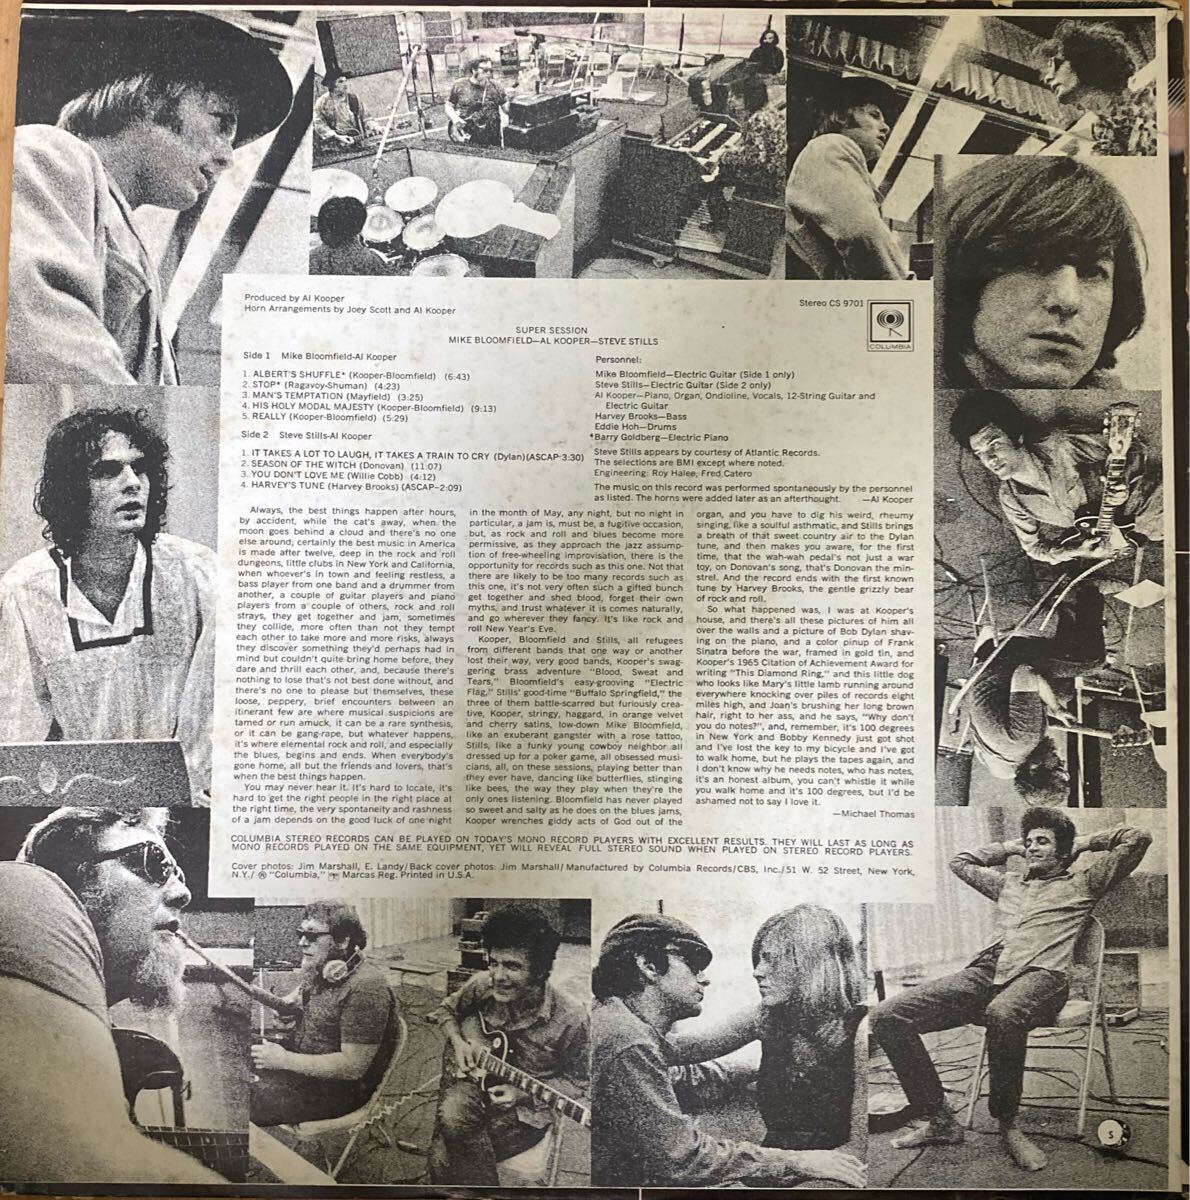 Produced by Al Kooper
Horn Arrangements by Joey Scott and Al Kooper
Stereo CS 9701
COLUMBIA
SUPER SESSION
MIKE BLOOMFIELD—AL KOOPER—STEVE STILLS
Side 1 Mike Bloomfield-Al Kooper
1. ALBERT'S SHUFFLE* (Kooper-Bloomfield) (6:43)
2. STOP* (Ragavoy-Shuman) (4:23)
3. MAN'S TEMPTATION (Mayfield) (3:25)
4. HIS HOLY MODAL MAJESTY (Kooper-Bloomfield) (9:13)
5. REALLY (Kooper-Bloomfield) (5:29)
Side 2 Steve Stills-Al Kooper
1. IT TAKES A LOT TO LAUGH, IT TAKES A TRAIN TO CRY (Dylan)(ASCAP-3:30)
2. SEASON OF THE WITCH (Donovan) (11:07)
3. YOU DON'T LOVE ME (Willie Cobb) (4:12)
4. HARVEY'S TUNE (Harvey Brooks) (ASCAP-2:09)
Personnel:
Mike Bloomfield—Electric Guitar (Side 1 only)
Steve Stills—Electric Guitar (Side 2 only)
Al Kooper—Piano, Organ, Ondioline, Vocals, 12-String Guitar and
Electric Guitar
Harvey Brooks—Bass
Eddie Hoh—Drums
*Barry Goldberg—Electric Piano
Steve Stills appears by courtesy of Atlantic Records.
The selections are BMI except where noted.
Engineering: Roy Halee, Fred Catero
The music on this record was performed spontaneously by the personnel
as listed. The horns were added later as an afterthought. —Al Kooper
Always, the best things happen after hours,
by accident, while the cat's away, when the
moon goes behind a cloud and there's no one
else around; certainly the best music in America
is made after twelve, deep in the rock and roll
dungeons, little clubs in New York and California,
when whoever's in town and feeling restless, a
bass player from one band and a drummer from
another, a couple of guitar players and piano
players from a couple of others, rock and roll
strays, they get together and jam, sometimes
they collide, more often than not they tempt
each other to take more and more risks, always
they discover something they'd perhaps had in
mind but couldn't quite bring home before, they
dare and thrill each other, and, because there's
nothing to lose that's not best done without, and
there's no one to please but themselves, these
loose, peppery, brief encounters between an
itinerant few are where musical suspicions are
tamed or run amuck, it can be a rare synthesis,
or it can be gang-rape, but whatever happens,
it's where elemental rock and roll, and especially
the blues, begins and ends. When everybody's
gone home, all but the friends and lovers, that's
when the best things happen.
You may never hear it. It's hard to locate, it's
hard to get the right people in the right place at
the right time, the very spontaneity and rashness
of a jam depends on the good luck of one night
in the month of May, any night, but no night in
particular, a jam is, must be, a fugitive occasion,
but, as rock and roll and blues become more
permissive, as they approach the jazz assump-
tion of free-wheeling improvisation, there is the
opportunity for records such as this one. Not that
there are likely to be too many records such as
this one, it's not very often such a gifted bunch
get together and shed blood, forget their own
myths, and trust whatever it is comes naturally,
and go wherever they fancy. It's like rock and
roll New Year's Eve.
Kooper, Bloomfield and Stills, all refugees
from different bands that one way or another
lost their way, very good bands, Kooper's swag-
gering brass adventure "Blood, Sweat and
Tears," Bloomfield's easy-grooving "Electric
Flag," Stills' good-time "Buffalo Springfield," the
three of them battle-scarred but furiously crea-
tive, Kooper, stringy, haggard, in orange velvet
and cherry satins, low-down Mike Bloomfield,
like an exuberant gangster with a rose tattoo,
Stills, like a funky young cowboy neighbor all
dressed up for a poker game, all obsessed musi-
cians, all, on these sessions, playing better than
they ever have, dancing like butterflies, stinging
like bees, the way they play when they're the
only ones listening. Bloomfield has never played
so sweet and salty as he does on the blues jams,
Kooper wrenches giddy acts of God out of the
organ, and you have to dig his weird, rheumy
singing, like a soulful asthmatic, and Stills brings
a breath of that sweet country air to the Dylan
tune, and then makes you aware, for the first
time, that the wah-wah pedal's not just a war
toy, on Donovan's song, that's Donovan the min-
strel. And the record ends with the first known
tune by Harvey Brooks, the gentle grizzly bear
of rock and roll.
So what happened was, I was at Kooper's
house, and there's all these pictures of him all
over the walls and a picture of Bob Dylan shav-
ing on the piano, and a color pinup of Frank
Sinatra before the war, framed in gold tin, and
Kooper's 1965 Citation of Achievement Award for
writing "This Diamond Ring," and this little dog
who looks like Mary's little lamb running around
everywhere knocking over piles of records eight
miles high, and Joan's brushing her long brown
hair, right to her ass, and he says, "Why don't
you do notes?", and, remember, it's 100 degrees
in New York and Bobby Kennedy just got shot
and I've lost the key to my bicycle and I've got
to walk home, but he plays the tapes again, and
I don't know why he needs notes, who has notes,
it's an honest album, you can't whistle it while
you walk home and it's 100 degrees, but I'd be
ashamed not to say I love it.
—Michael Thomas
COLUMBIA STEREO RECORDS CAN BE PLAYED ON TODAY'S MONO RECORD PLAYERS WITH EXCELLENT RESULTS. THEY WILL LAST AS LONG AS
MONO RECORDS PLAYED ON THE SAME EQUIPMENT, YET WILL REVEAL FULL STEREO SOUND WHEN PLAYED ON STEREO RECORD PLAYERS.
Cover photos: Jim Marshall, E. Landy/Back cover photos: Jim Marshall/Manufactured by Columbia Records/CBS, Inc./51 W. 52 Street, New York,
N.Y./ ® "Columbia," Marcas Reg. Printed in U.S.A.
S